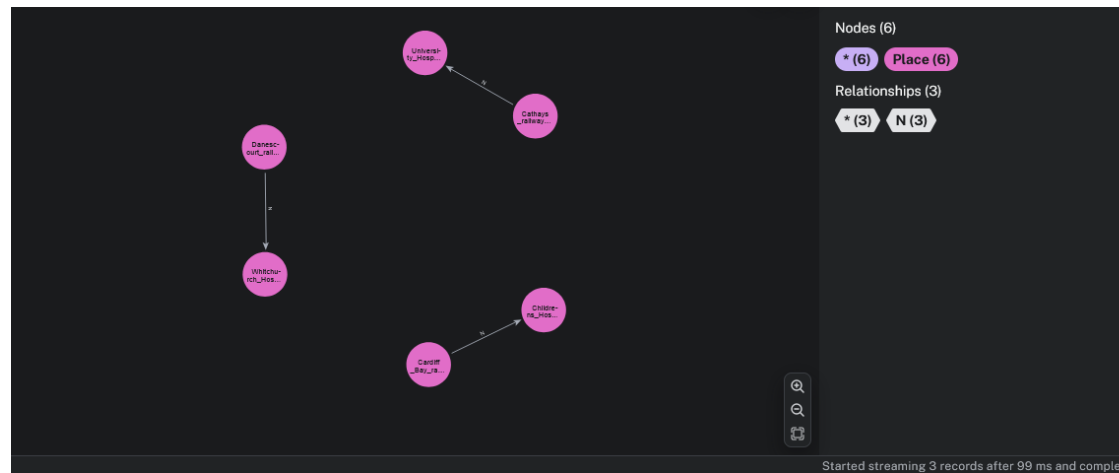 Universi-
ty_Hosp...
N
Cathays
_railway...
Danesc-
ourt_rail...
N
Whitchu-
rch_Hos...
Childre-
ns_Hos...
N
Cardiff
_Bay_ra...
Nodes (6)
* (6) Place (6)
Relationships (3)
* (3) N (3)
Started streaming 3 records after 99 ms and comple